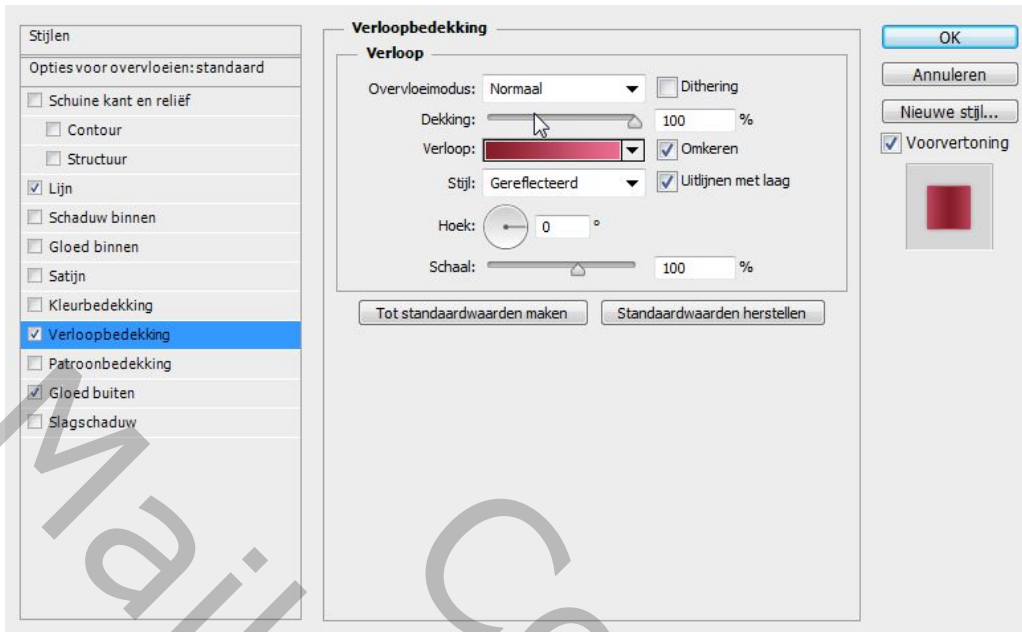 Stijlen
Opties voor overvloeien: standaard
Schuine kant en reliëf
Contour
Structuur
Lijn
Schaduw binnen
Gloed binnen
Satijn
Kleurbedekking
Verloopbedekking
Patroonbedekking
Gloed buiten
Slagschaduw
Verloopbedekking
Verloop
Overvloeimodus: Normaal Dithering
Dekking: 100 %
Verloop: Omkeren
Stijl: Gereflecteerd Uitlijnen met laag
Hoek: 0 °
Schaal: 100 %
Tot standaardwaarden maken Standaardwaarden herstellen
OK
Annuleren
Nieuwe stijl...
Voorvertoning